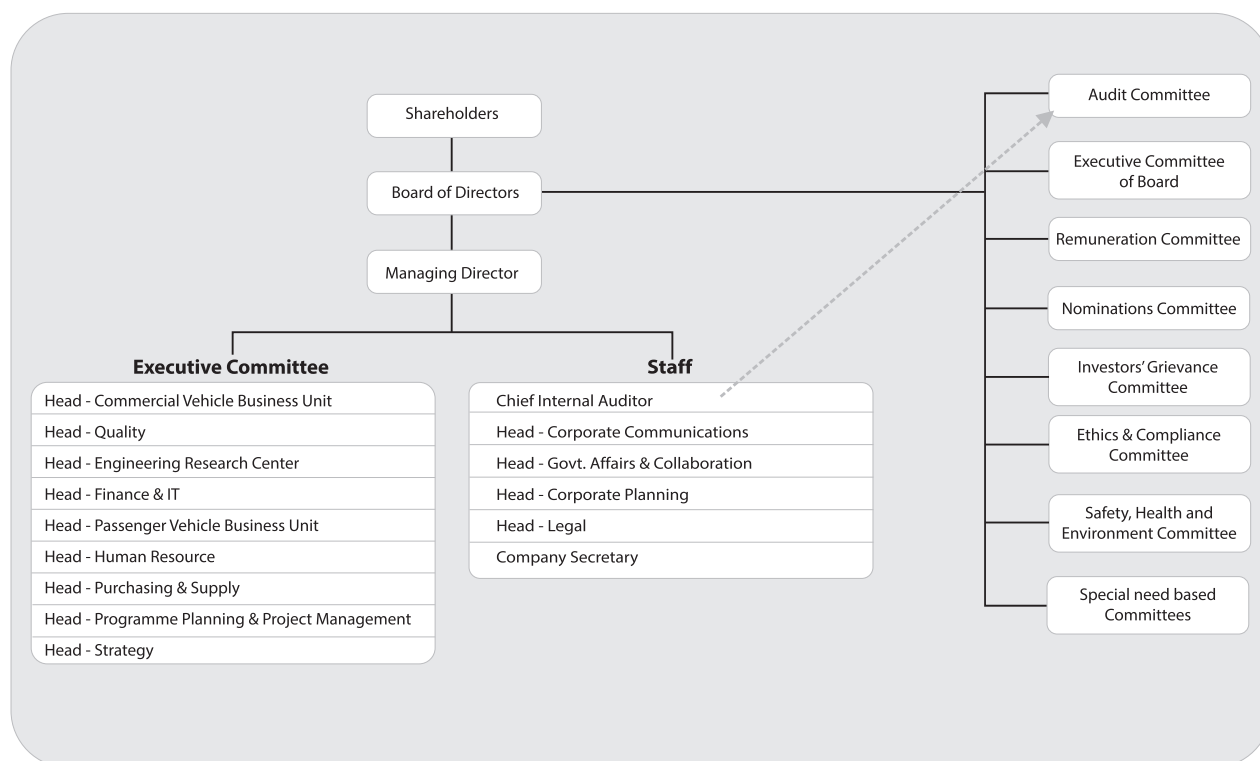 Shareholders
Board of Directors
Managing Director
Executive Committee
Head - Commercial Vehicle Business Unit
Head - Quality
Head - Engineering Research Center
Head - Finance & IT
Head - Passenger Vehicle Business Unit
Head - Human Resource
Head - Purchasing & Supply
Head - Programme Planning & Project Management
Head - Strategy
Staff
Chief Internal Auditor
Head - Corporate Communications
Head - Govt. Affairs & Collaboration
Head - Corporate Planning
Head - Legal
Company Secretary
Audit Committee
Executive Committee
of Board
Remuneration Committee
Nominations Committee
Investors’ Grievance
Committee
Ethics & Compliance
Committee
Safety, Health and
Environment Committee
Special need based
Committees